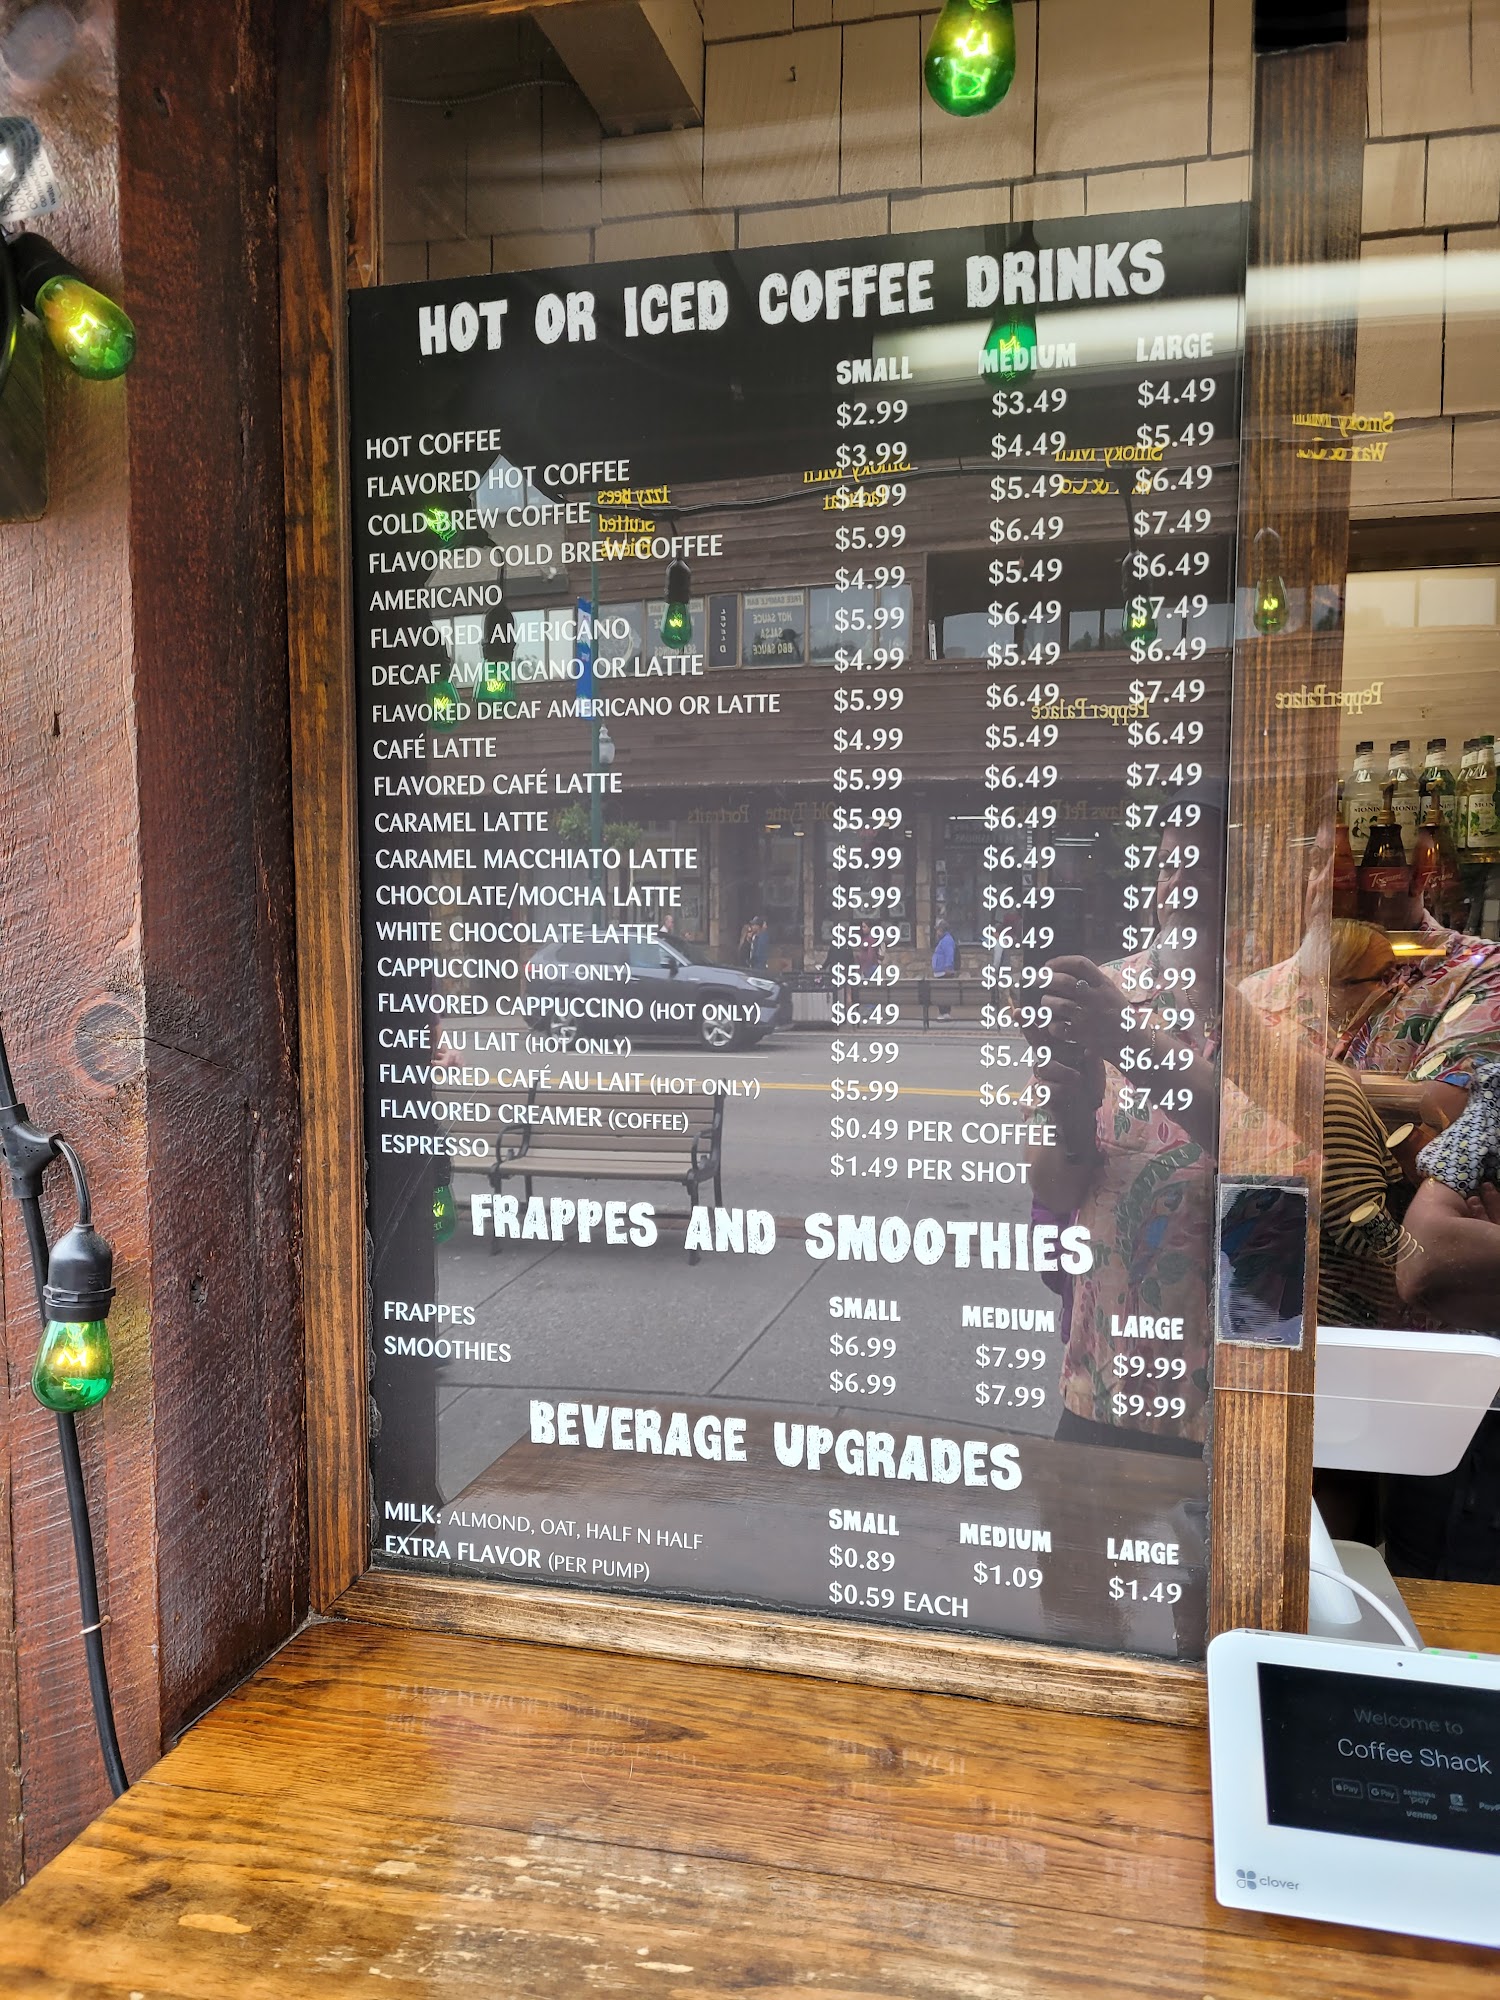 HOT OR ICED COFFEE DRINKS
SMALL MEDIUM LARGE
HOT COFFEE $2.99 $3.49 $4.49
FLAVORED HOT COFFEE $3.99 $4.49 $5.49
COLD BREW COFFEE $4.99 $5.49 $6.49
FLAVORED COLD BREW COFFEE $5.99 $6.49 $7.49
AMERICANO $4.99 $5.49 $6.49
FLAVORED AMERICANO $5.99 $6.49 $7.49
DECAF AMERICANO OR LATTE $4.99 $5.49 $6.49
FLAVORED DECAF AMERICANO OR LATTE $5.99 $6.49 $7.49
CAFÉ LATTE $4.99 $5.49 $6.49
FLAVORED CAFÉ LATTE $5.99 $6.49 $7.49
CARAMEL LATTE $5.99 $6.49 $7.49
CARAMEL MACCHIATO LATTE $5.99 $6.49 $7.49
CHOCOLATE/MOCHA LATTE $5.99 $6.49 $7.49
WHITE CHOCOLATE LATTE $5.99 $6.49 $7.49
CAPPUCCINO (HOT ONLY) $5.49 $5.99 $6.99
FLAVORED CAPPUCCINO (HOT ONLY) $6.49 $6.99 $7.99
CAFÉ AU LAIT (HOT ONLY) $4.99 $5.49 $6.49
FLAVORED CAFÉ AU LAIT (HOT ONLY) $5.99 $6.49 $7.49
FLAVORED CREAMER (COFFEE) $0.49 PER COFFEE
ESPRESSO $1.49 PER SHOT
FRAPPES AND SMOOTHIES
SMALL MEDIUM LARGE
FRAPPES $6.99 $7.99 $9.99
SMOOTHIES $6.99 $7.99 $9.99
BEVERAGE UPGRADES
SMALL MEDIUM LARGE
MILK: ALMOND, OAT, HALF N HALF $0.89 $1.09 $1.49
EXTRA FLAVOR (PER PUMP) $0.59 EACH
Welcome to
Coffee Shack
Pay G Pay SAMSUNG pay
venmo
clover